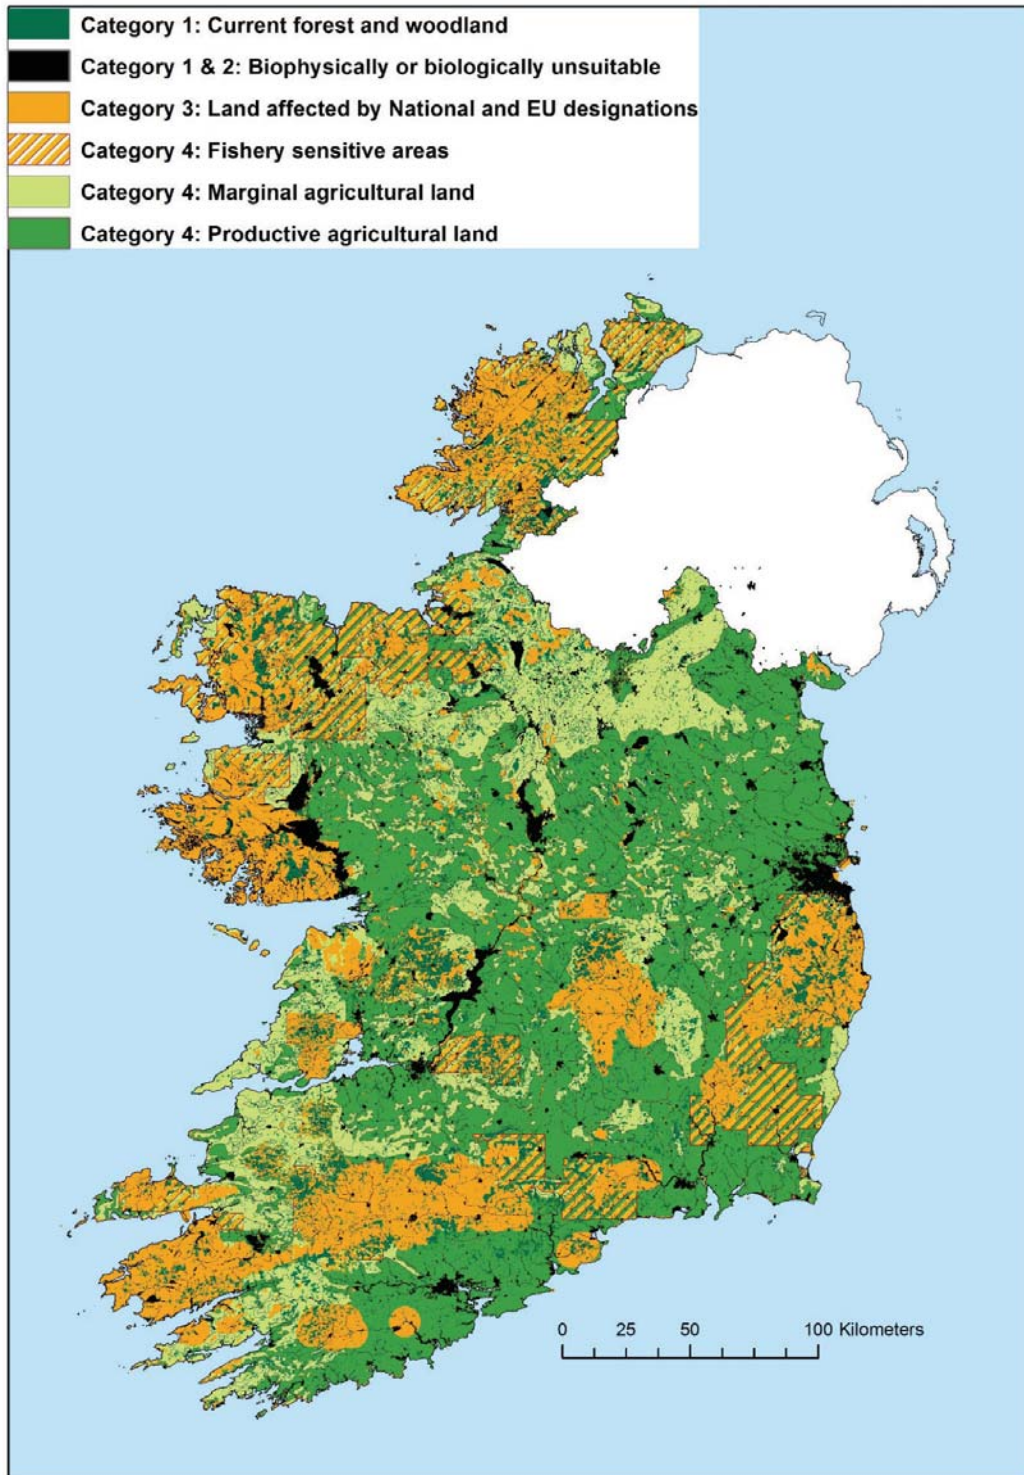 Category 1: Current forest and woodland
Category 1 & 2: Biophysically or biologically unsuitable
Category 3: Land affected by National and EU designations
Category 4: Fishery sensitive areas
Category 4: Marginal agricultural land
Category 4: Productive agricultural land
0 25 50 100 Kilometers